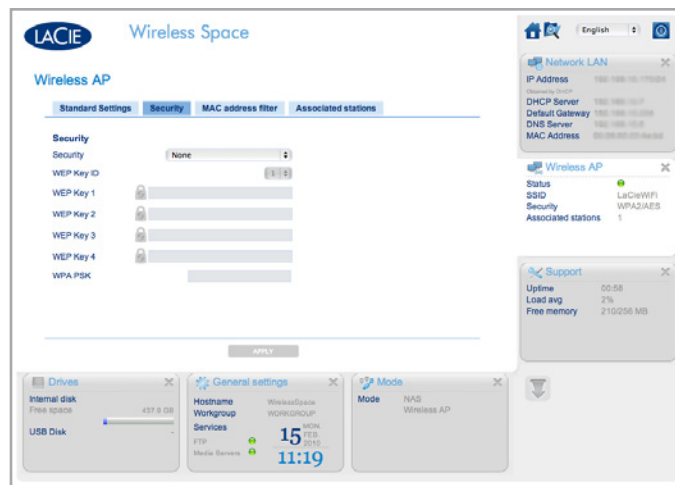 LACIE
Wireless Space
English
Wireless AP
Standard Settings Security MAC address filter Associated stations
Security
Security None
WEP Key ID 1
WEP Key 1
WEP Key 2
WEP Key 3
WEP Key 4
WPA PSK
APPLY
Network LAN
IP Address
Obtained by DHCP
DHCP Server
Default Gateway
DNS Server
MAC Address
Wireless AP
Status
SSID LaCieWiFi
Security WPA2/AES
Associated stations 1
Support
Uptime 00:58
Load avg 2%
Free memory 210/256 MB
Drives
Internal disk
Free space 437.8 GB
USB Disk -
General settings
Hostname WirelessSpace
Workgroup WORKGROUP
Services
FTP
Media Servers
15 MON. FEB. 2010
11:19
Mode
Mode NAS
Wireless AP